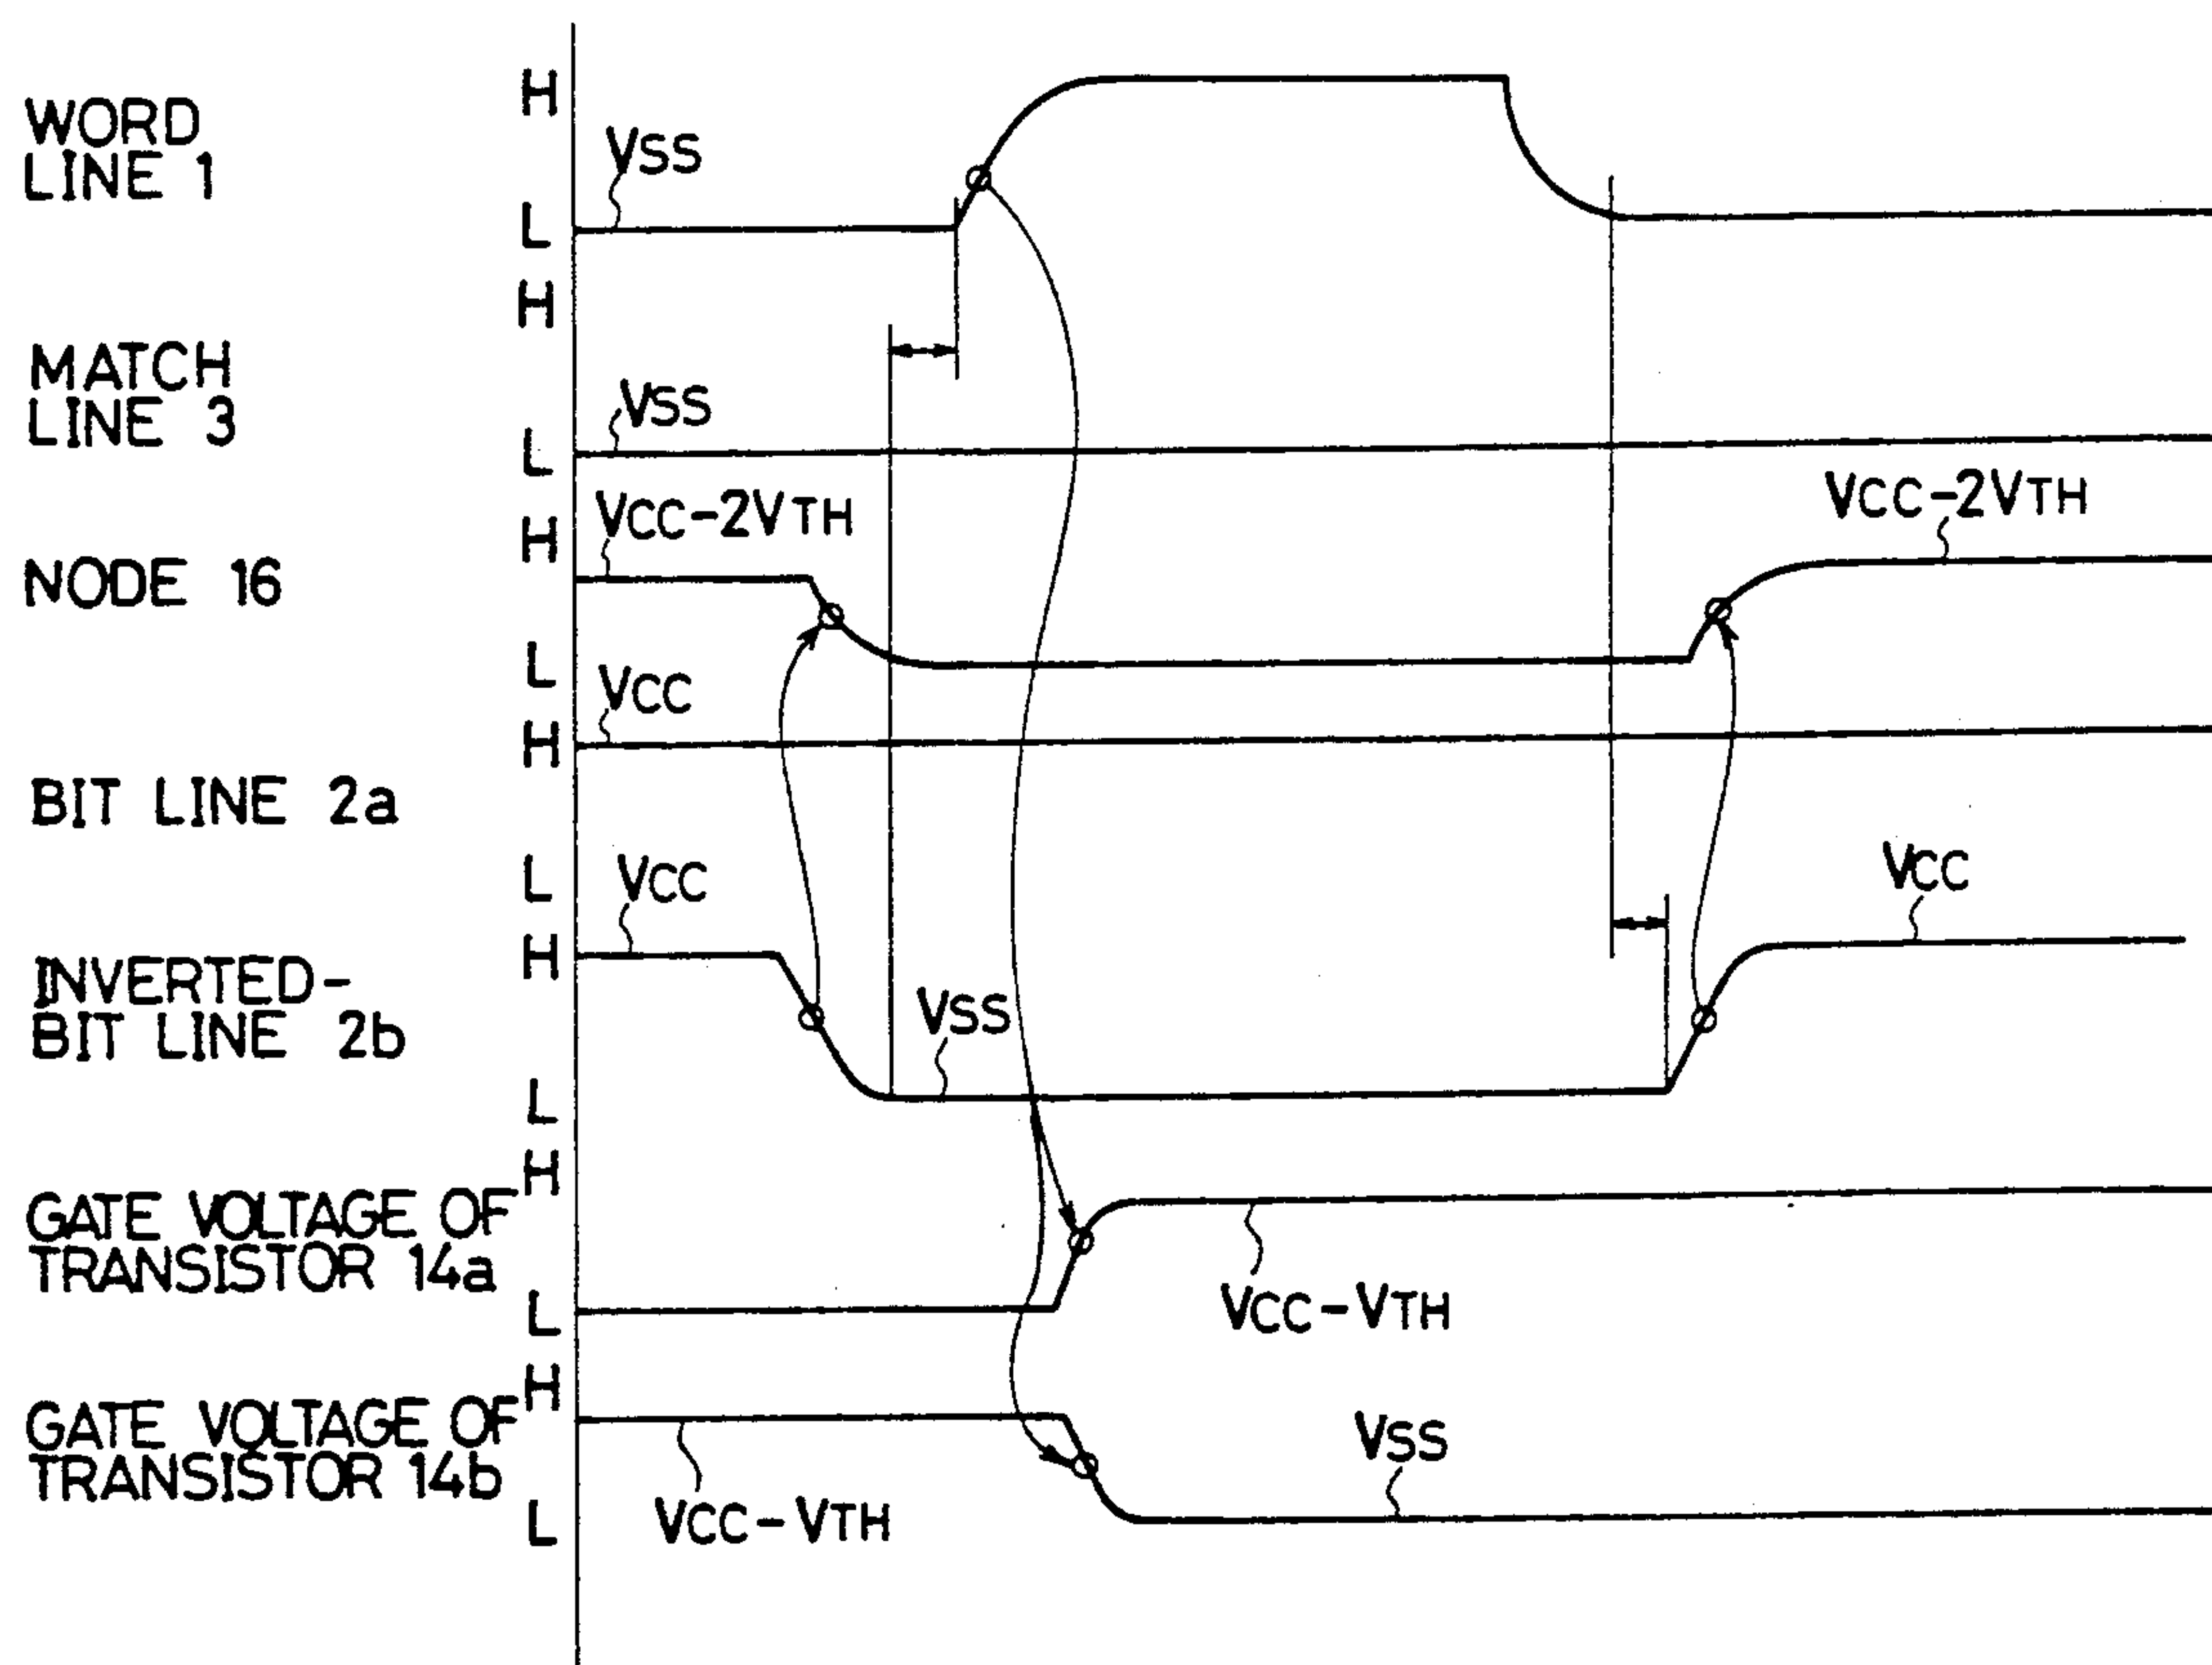 H
WORD
LINE 1
VSS
L
H
MATCH
LINE 3
VSS
L
VCC-2VTH
VCC-2VTH
H
NODE 16
L
VCC
H
BIT LINE 2a
L
VCC
VCC
H
INVERTED-
BIT LINE 2b
VSS
L
H
GATE VOLTAGE OF
TRANSISTOR 14a
L
VCC-VTH
H
GATE VOLTAGE OF
TRANSISTOR 14b
VSS
L
VCC-VTH